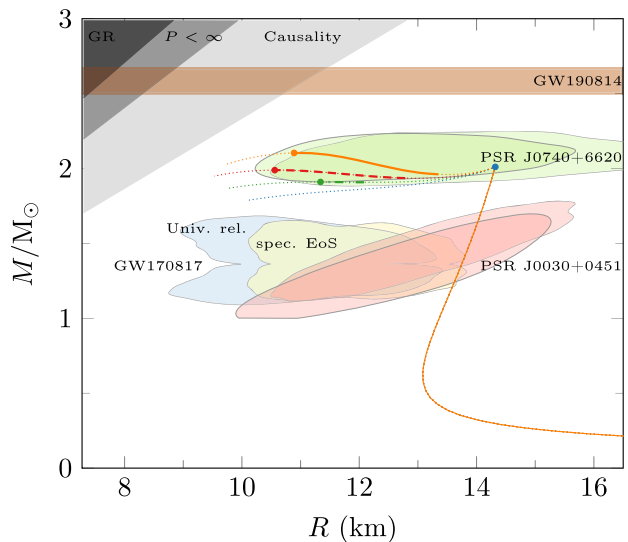 3
GR
P < ∞
Causality
GW190814
2
PSR J0740+6620
Univ. rel.
spec. EoS
GW170817
PSR J0030+0451
1
0
M/M⊙
8 10 12 14 16
R (km)